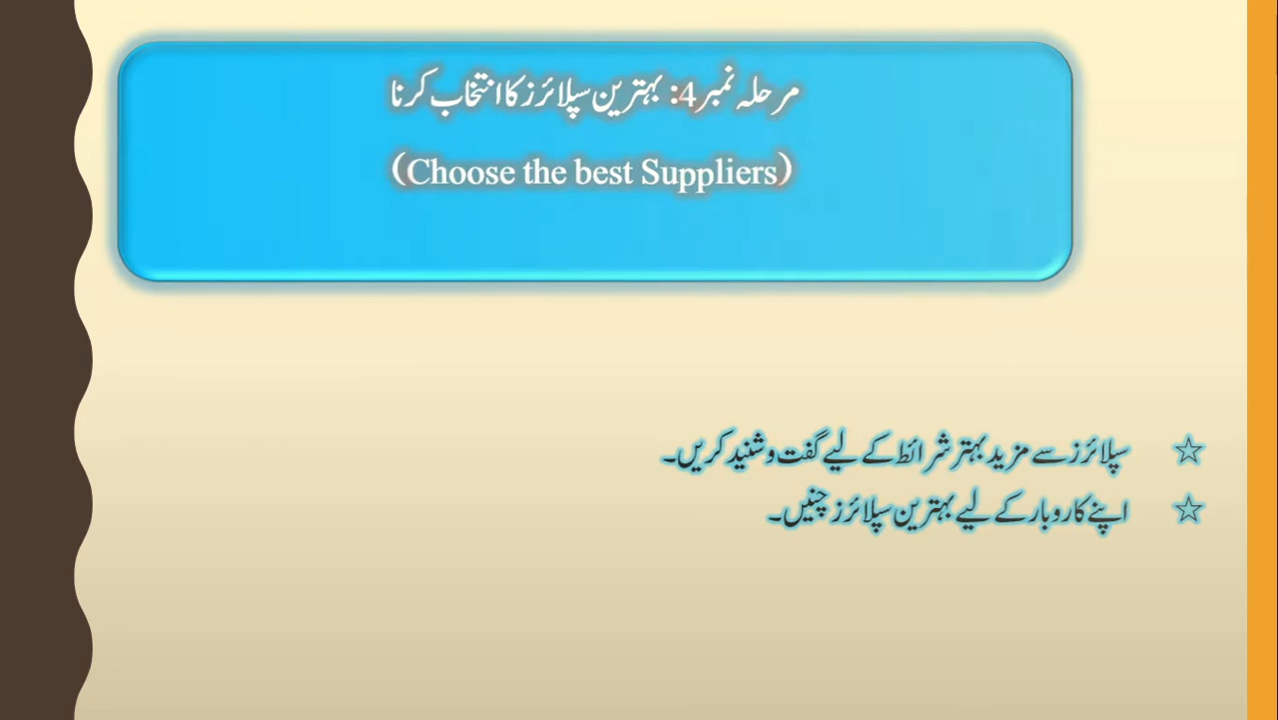 مرحلہ نمبر4: بہترین سپلائرز کا انتخاب کرنا
(Choose the best Suppliers)
☆ سپلائرز سے مزید بہتر شرائط کے لیے گفت و شنید کریں۔
☆ اپنے کاروبار کے لیے بہترین سپلائرز چنیں۔